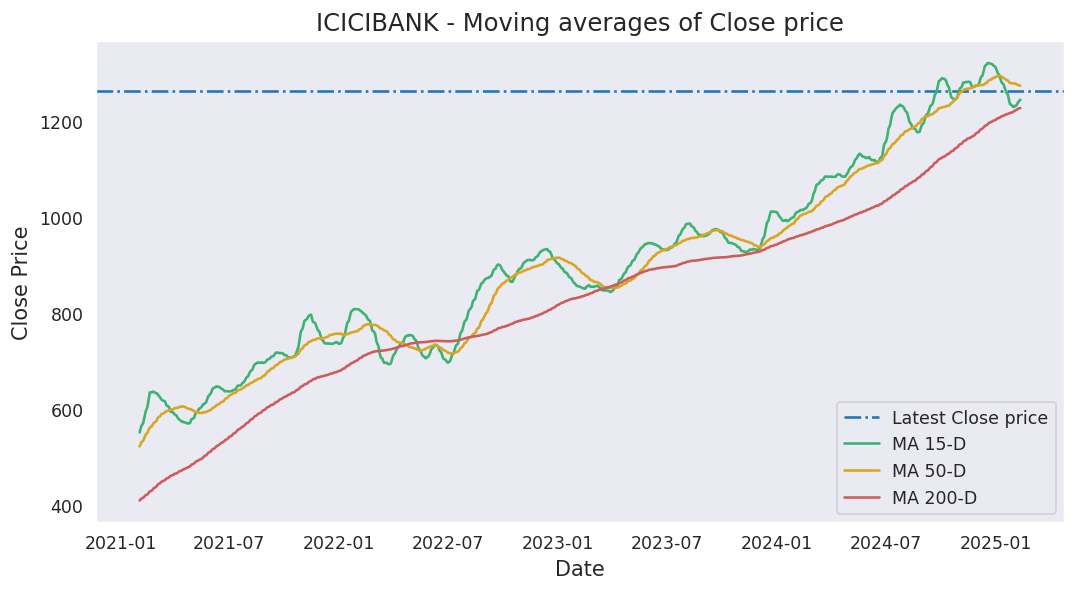 ICICIBANK - Moving averages of Close price
Close Price
1200
1000
800
600
400
2021-01
2021-07
2022-01
2022-07
2023-01
2023-07
2024-01
2024-07
2025-01
Date
Latest Close price
MA 15-D
MA 50-D
MA 200-D